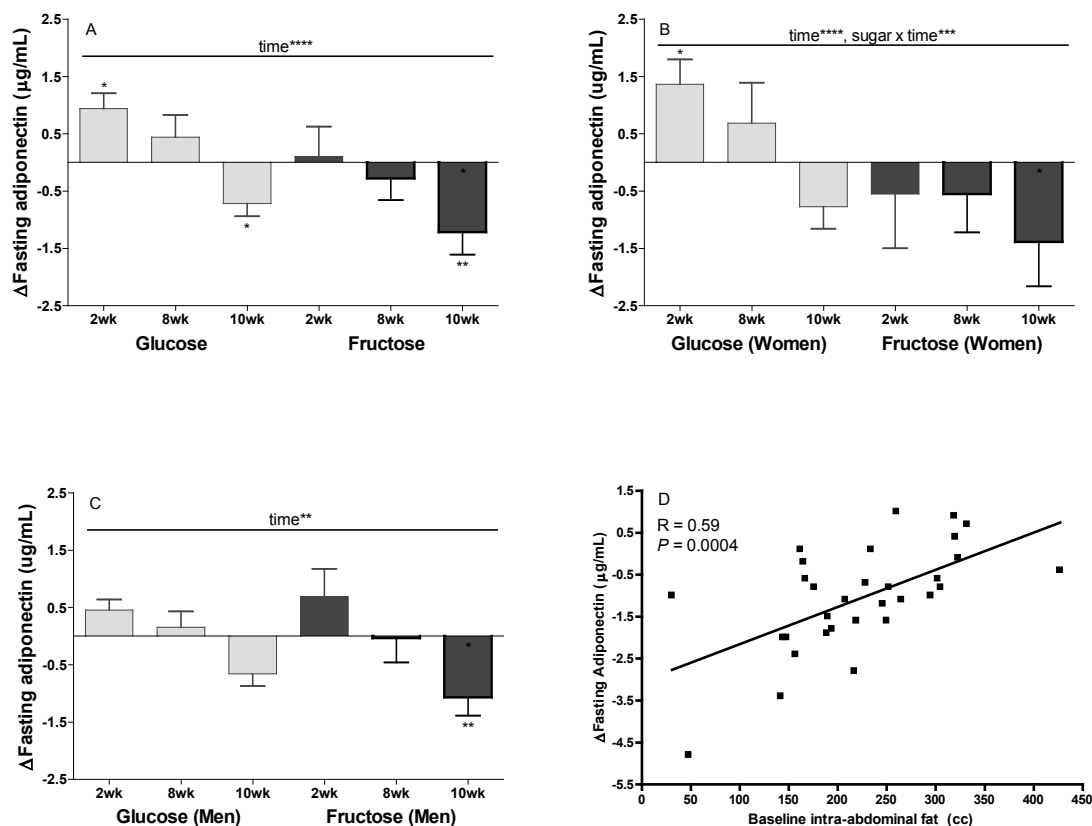 A
time****
ΔFasting adiponectin (μg/mL)
2.5
1.5
0.5
-0.5
-1.5
-2.5
*
*
*
**
2wk 8wk 10wk 2wk 8wk 10wk
Glucose Fructose
B
time****, sugar x time***
ΔFasting adiponectin (ug/mL)
2.5
1.5
0.5
-0.5
-1.5
-2.5
*
*
2wk 8wk 10wk 2wk 8wk 10wk
Glucose (Women) Fructose (Women)
C
time**
ΔFasting adiponectin (ug/mL)
2.5
1.5
0.5
-0.5
-1.5
-2.5
*
**
2wk 8wk 10wk 2wk 8wk 10wk
Glucose (Men) Fructose (Men)
D
R = 0.59
P = 0.0004
ΔFasting Adiponectin (μg/mL)
1.5
0.5
-0.5
-1.5
-2.5
-3.5
-4.5
-5.5
0 50 100 150 200 250 300 350 400 450
Baseline intra-abdominal fat (cc)